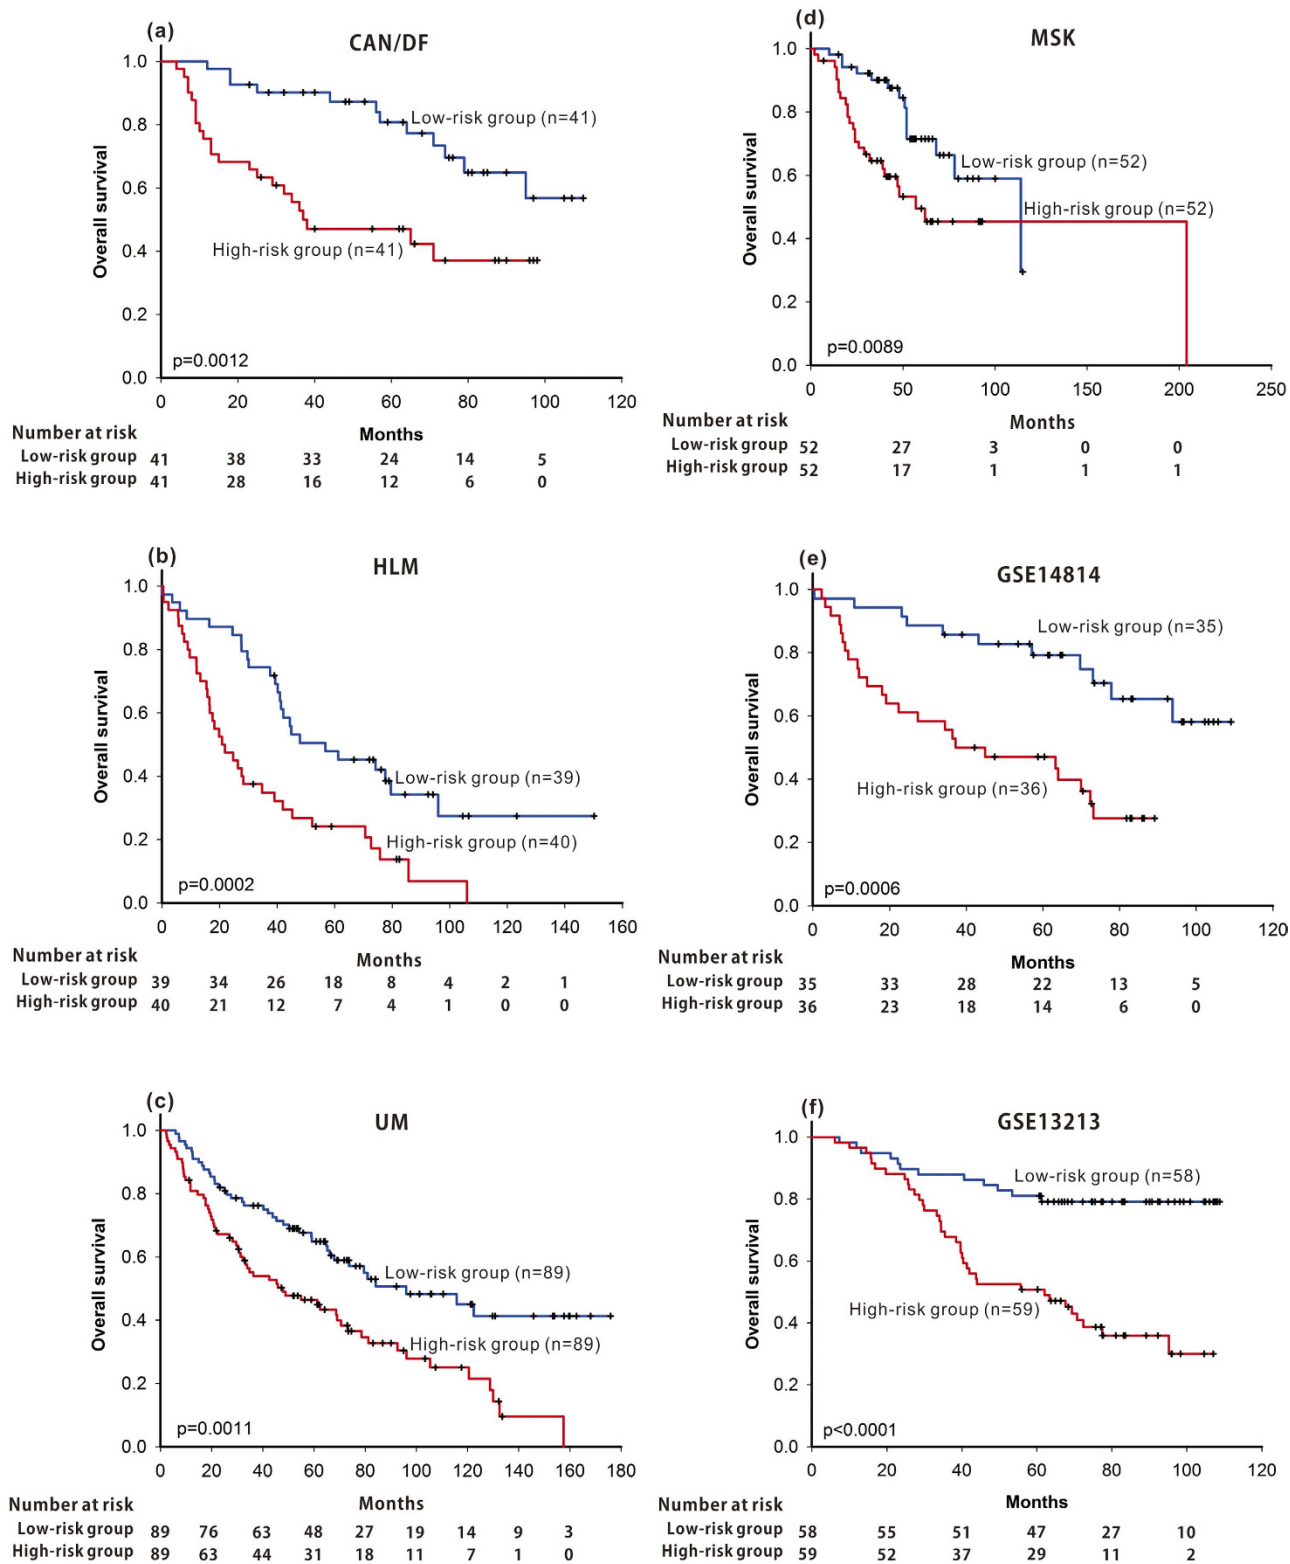 (a)
CAN/DF
1.0
0.8
0.6
0.4
0.2
0.0
Overall survival
Low-risk group (n=41)
High-risk group (n=41)
p=0.0012
0 20 40 60 80 100 120
Number at risk
Months
Low-risk group 41 38 33 24 14 5
High-risk group 41 28 16 12 6 0
(d)
MSK
1.0
0.8
0.6
0.4
0.2
0.0
Overall survival
Low-risk group (n=52)
High-risk group (n=52)
p=0.0089
0 50 100 150 200 250
Number at risk
Months
Low-risk group 52 27 3 0 0
High-risk group 52 17 1 1 1
(b)
HLM
1.0
0.8
0.6
0.4
0.2
0.0
Overall survival
Low-risk group (n=39)
High-risk group (n=40)
p=0.0002
0 20 40 60 80 100 120 140 160
Number at risk
Months
Low-risk group 39 34 26 18 8 4 2 1
High-risk group 40 21 12 7 4 1 0 0
(e)
GSE14814
1.0
0.8
0.6
0.4
0.2
0.0
Overall survival
Low-risk group (n=35)
High-risk group (n=36)
p=0.0006
0 20 40 60 80 100 120
Number at risk
Months
Low-risk group 35 33 28 22 13 5
High-risk group 36 23 18 14 6 0
(c)
UM
1.0
0.8
0.6
0.4
0.2
0.0
Overall survival
Low-risk group (n=89)
High-risk group (n=89)
p=0.0011
0 20 40 60 80 100 120 140 160 180
Number at risk
Months
Low-risk group 89 76 63 48 27 19 14 9 3
High-risk group 89 63 44 31 18 11 7 1 0
(f)
GSE13213
1.0
0.8
0.6
0.4
0.2
0.0
Overall survival
Low-risk group (n=58)
High-risk group (n=59)
p<0.0001
0 20 40 60 80 100 120
Number at risk
Months
Low-risk group 58 55 51 47 27 10
High-risk group 59 52 37 29 11 2